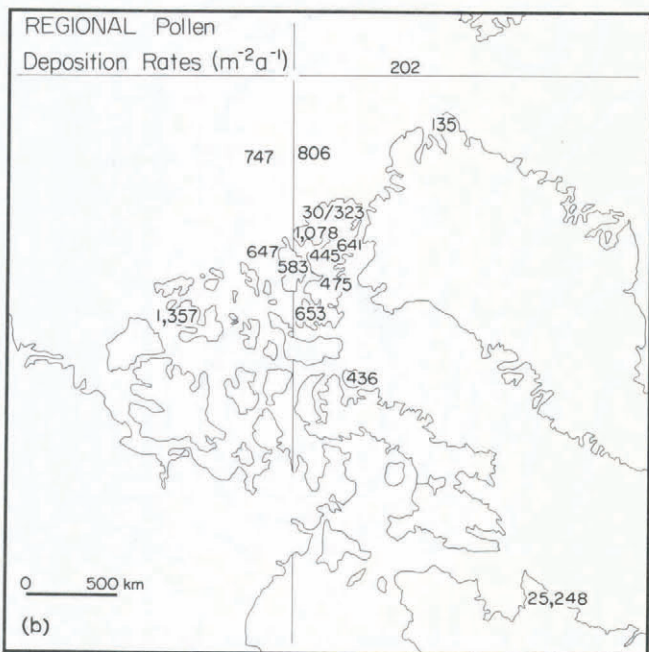 REGIONAL Pollen
Deposition Rates (m⁻²a⁻¹)
202
135
747 806
30/323
1,078
647 445 641
583
475
1,357 653
436
25,248
0 500 km
(b)